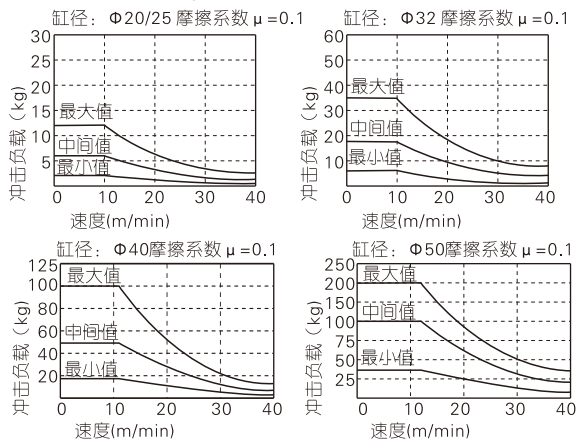 缸径： Φ20/25 摩擦系数 μ=0.1
冲击负载（kg）
30
25
20
15
10
5
最大值
中间值
最小值
0 10 20 30 40
速度(m/min)
缸径： Φ32 摩擦系数 μ=0.1
冲击负载（kg）
60
50
40
30
20
10
最大值
中间值
最小值
0 10 20 30 40
速度(m/min)
缸径： Φ40摩擦系数 μ=0.1
冲击负载（kg）
125
100
80
60
40
20
最大值
中间值
最小值
0 10 20 30 40
速度(m/min)
缸径： Φ50摩擦系数 μ=0.1
冲击负载（kg）
250
200
150
100
75
50
25
最大值
中间值
最小值
0 10 20 30 40
速度(m/min)